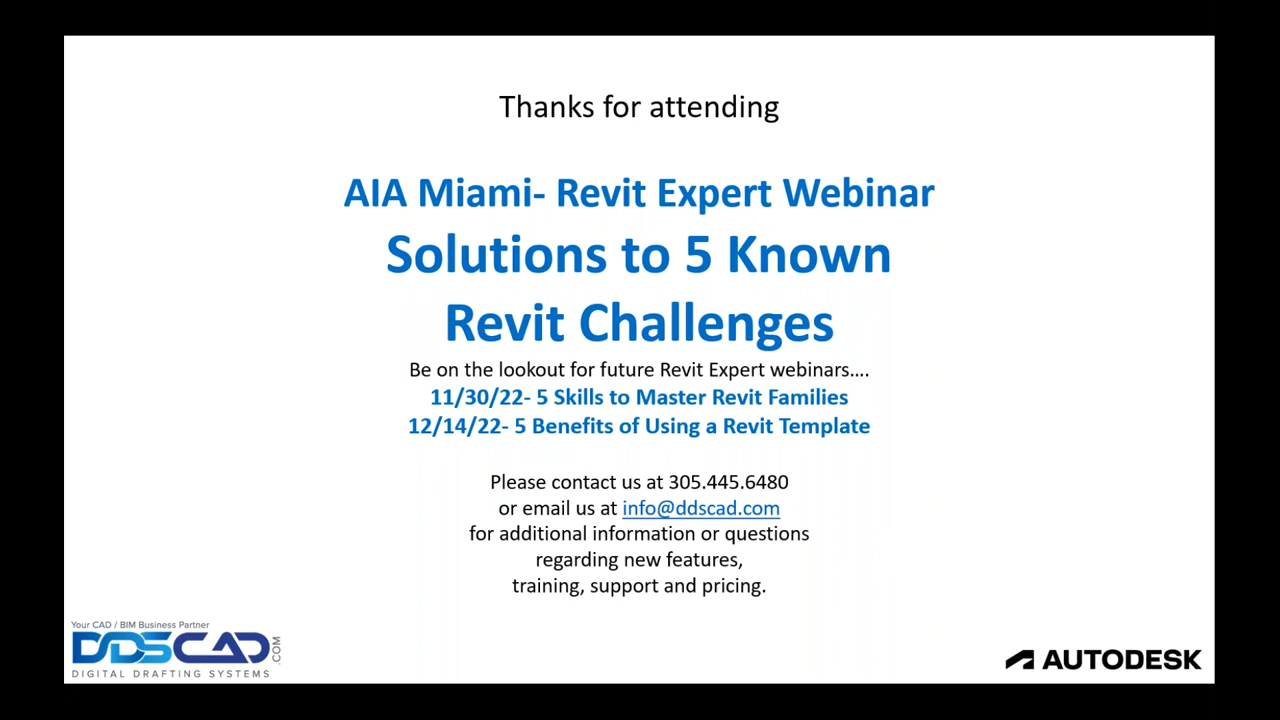 Thanks for attending
AIA Miami- Revit Expert Webinar
Solutions to 5 Known
Revit Challenges
Be on the lookout for future Revit Expert webinars....
11/30/22- 5 Skills to Master Revit Families
12/14/22- 5 Benefits of Using a Revit Template
Please contact us at 305.445.6480
or email us at info@ddscad.com
for additional information or questions
regarding new features,
training, support and pricing.
Your CAD / BIM Business Partner
DDSCAD.COM
DIGITAL DRAFTING SYSTEMS
AUTODESK